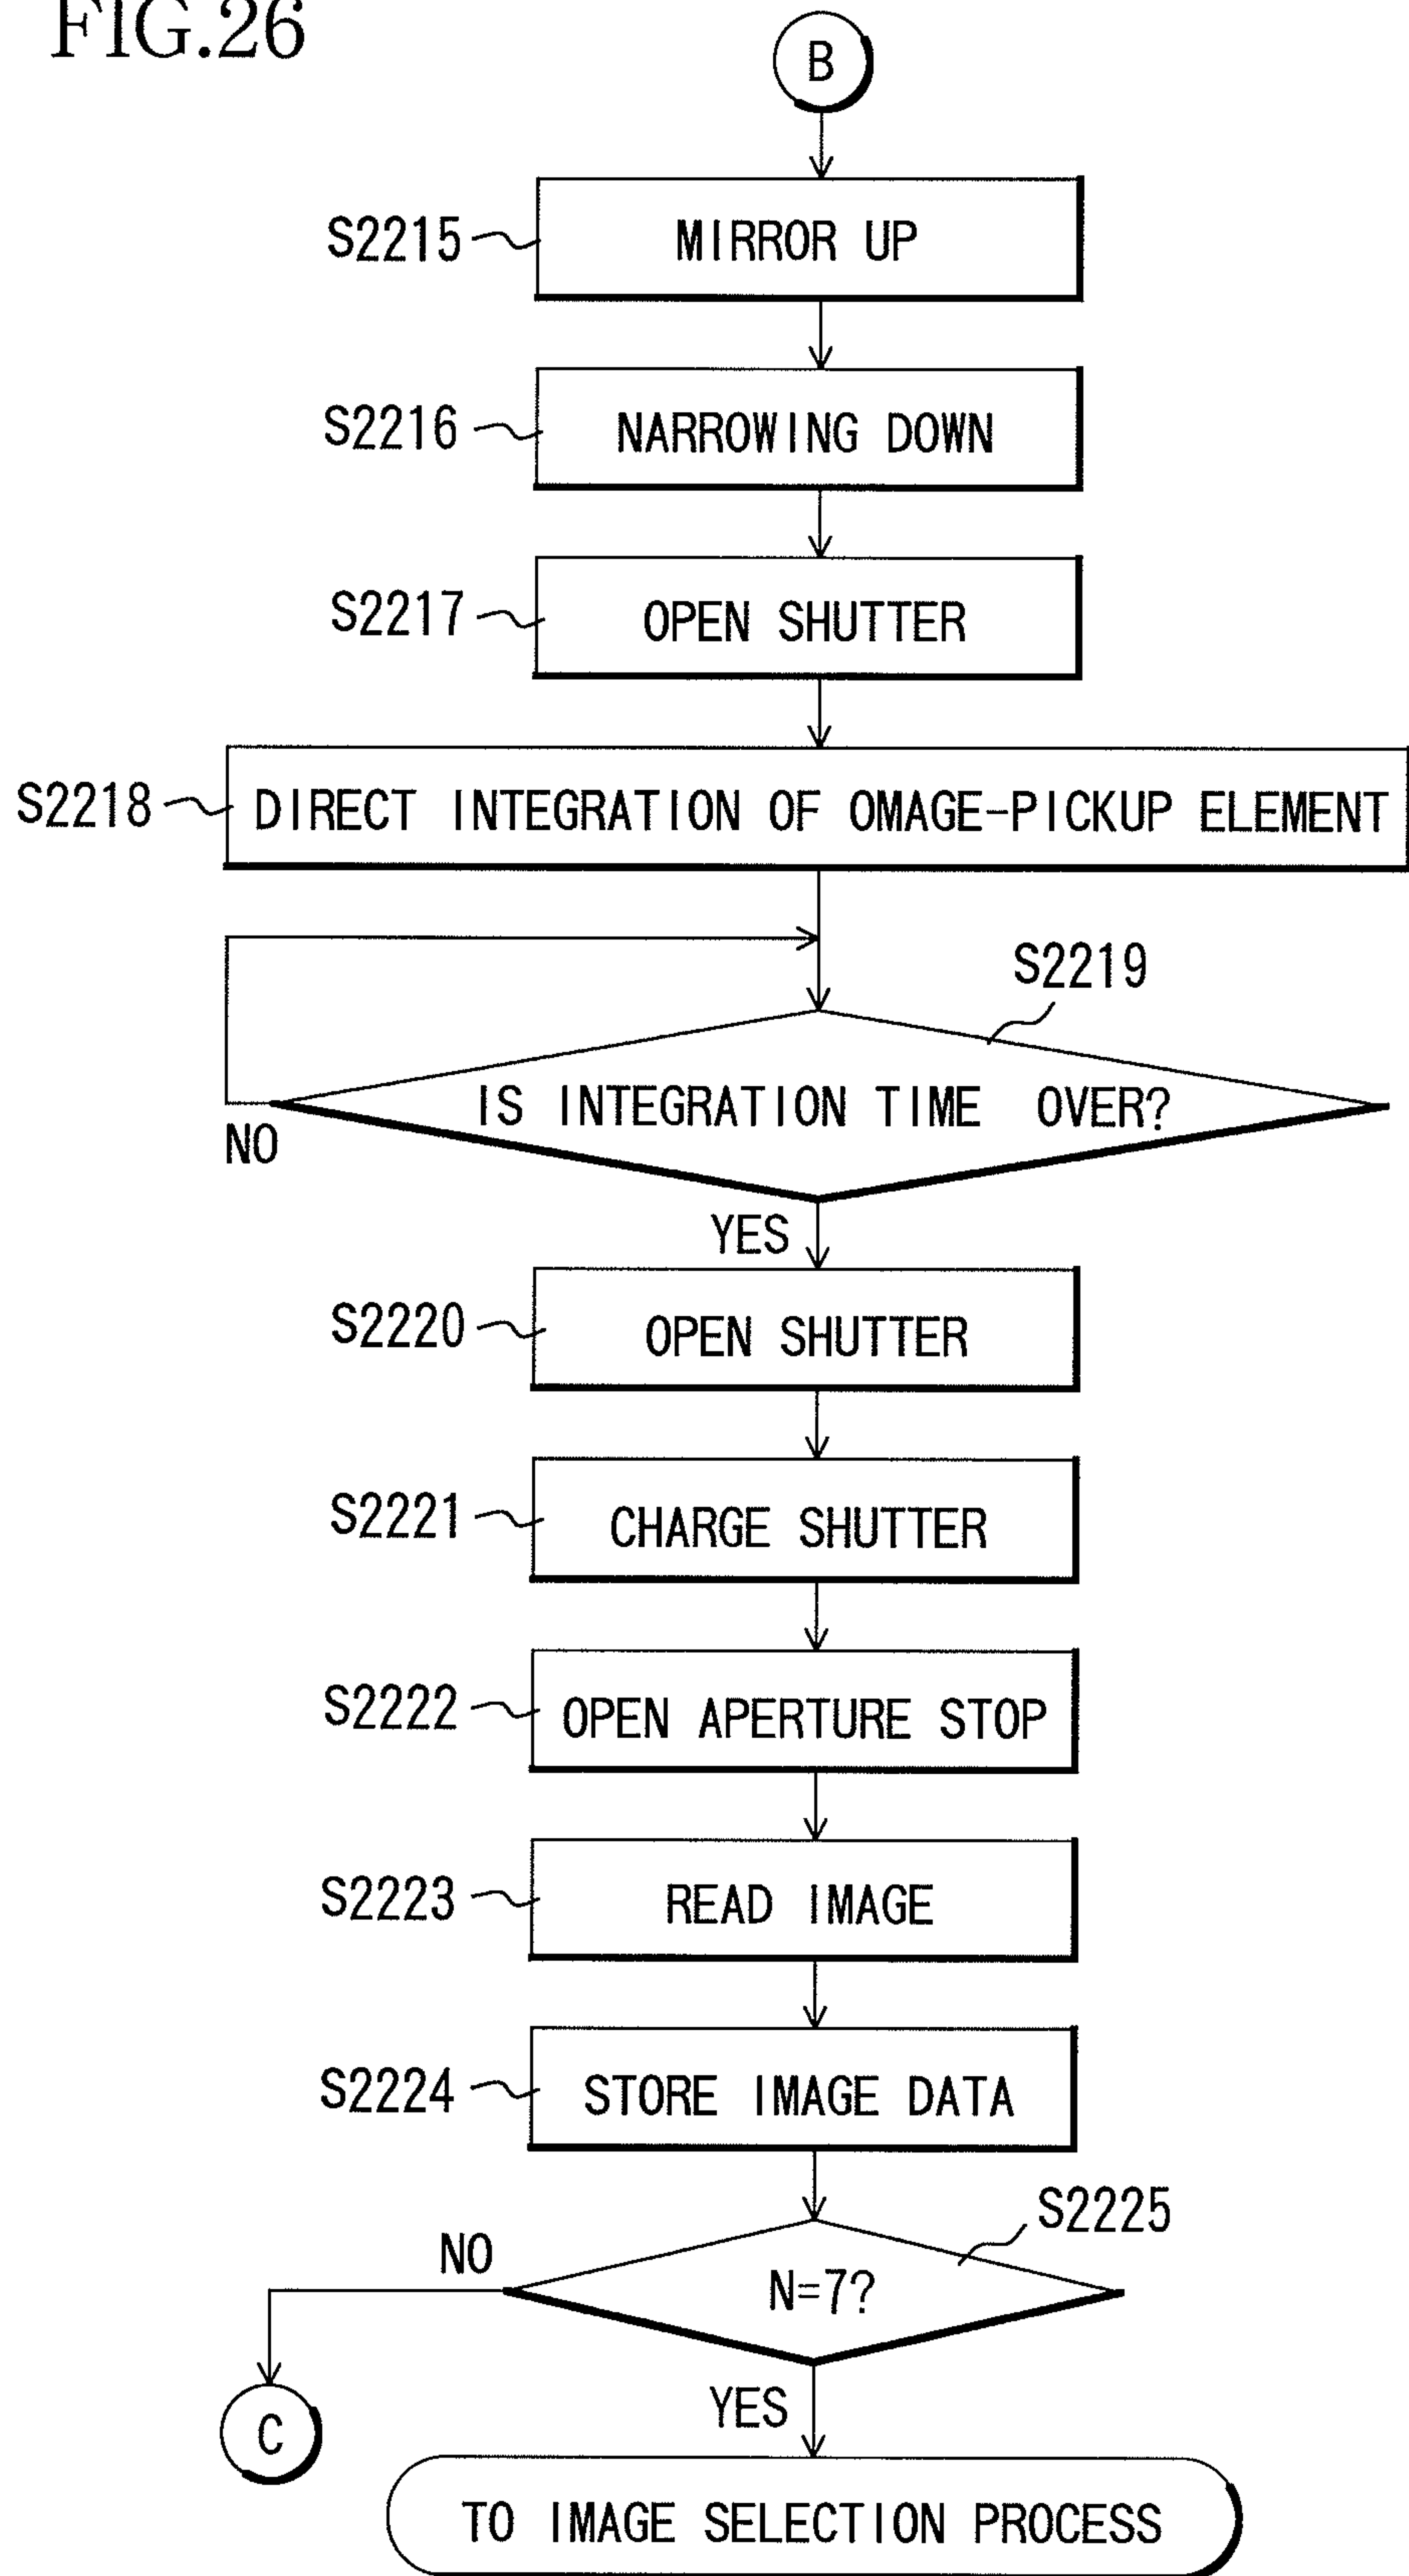 FIG.26
B
S2215
MIRROR UP
S2216
NARROWING DOWN
S2217
OPEN SHUTTER
S2218
DIRECT INTEGRATION OF OMAGE-PICKUP ELEMENT
S2219
IS INTEGRATION TIME OVER?
NO
YES
S2220
OPEN SHUTTER
S2221
CHARGE SHUTTER
S2222
OPEN APERTURE STOP
S2223
READ IMAGE
S2224
STORE IMAGE DATA
S2225
NO
N=7?
YES
C
TO IMAGE SELECTION PROCESS